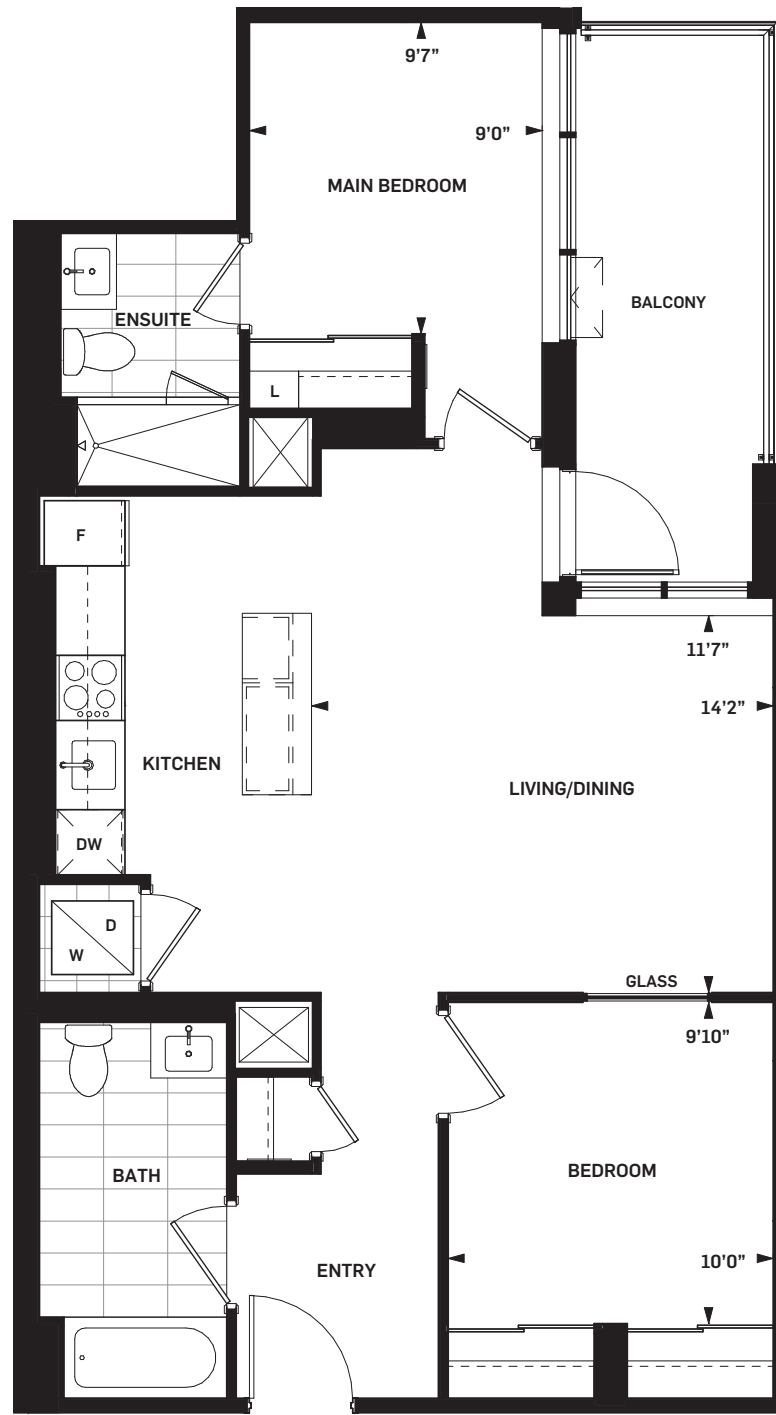 9'7"
9'0"
MAIN BEDROOM
BALCONY
ENSUITE
L
F
11'7"
14'2"
KITCHEN
LIVING/DINING
DW
D
W
GLASS
9'10"
BATH
BEDROOM
10'0"
ENTRY